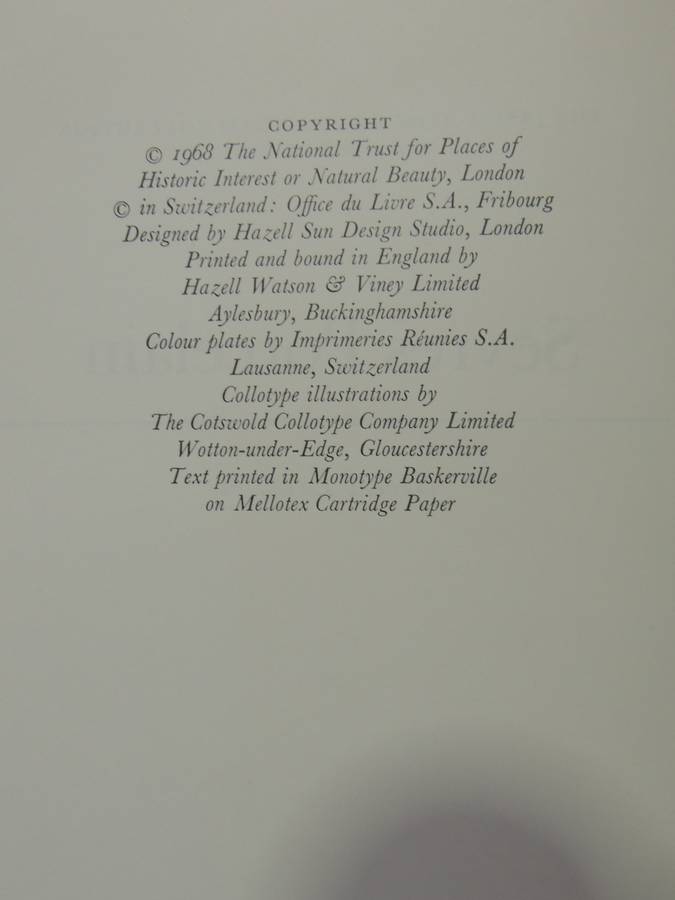 COPYRIGHT
© 1968 The National Trust for Places of
Historic Interest or Natural Beauty, London
© in Switzerland: Office du Livre S.A., Fribourg
Designed by Hazell Sun Design Studio, London
Printed and bound in England by
Hazell Watson & Viney Limited
Aylesbury, Buckinghamshire
Colour plates by Imprimeries Réunies S.A.
Lausanne, Switzerland
Collotype illustrations by
The Cotswold Collotype Company Limited
Wotton-under-Edge, Gloucestershire
Text printed in Monotype Baskerville
on Mellotex Cartridge Paper